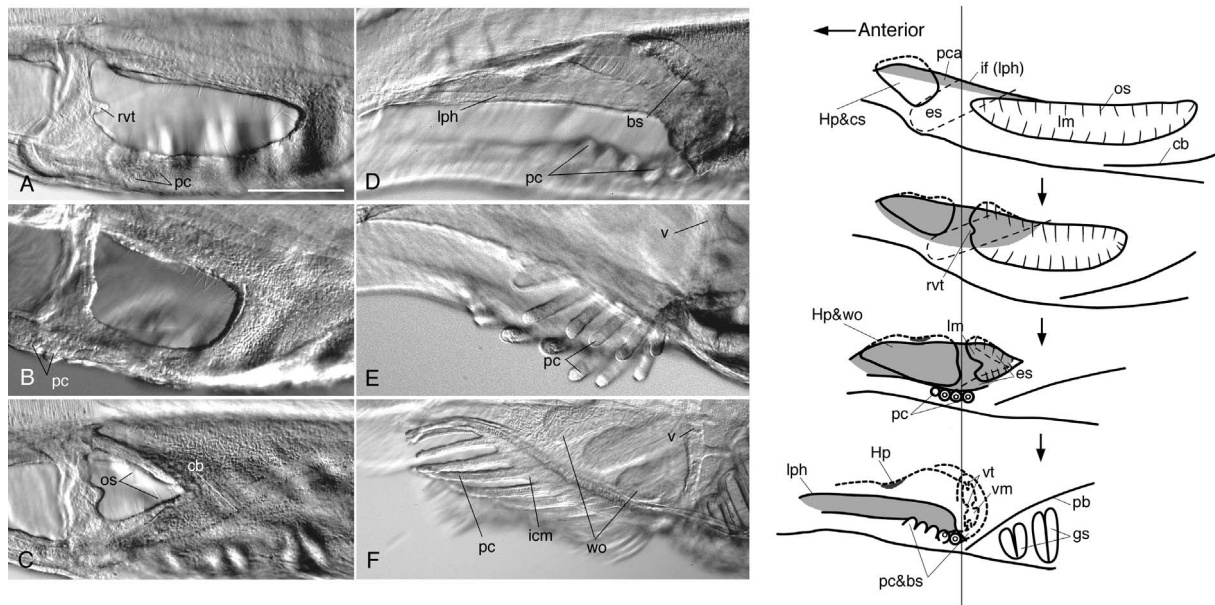 rvt
pc
A
lph
bs
pc
D
pc
B
v
pc
E
os
cb
C
v
pc
icm
wo
F
Anterior
pca
if (lph)
os
es
lm
Hp&cs
cb
rvt
Hp&wo
lm
es
pc
lph
Hp
vt
vm
pb
gs
pc&bs